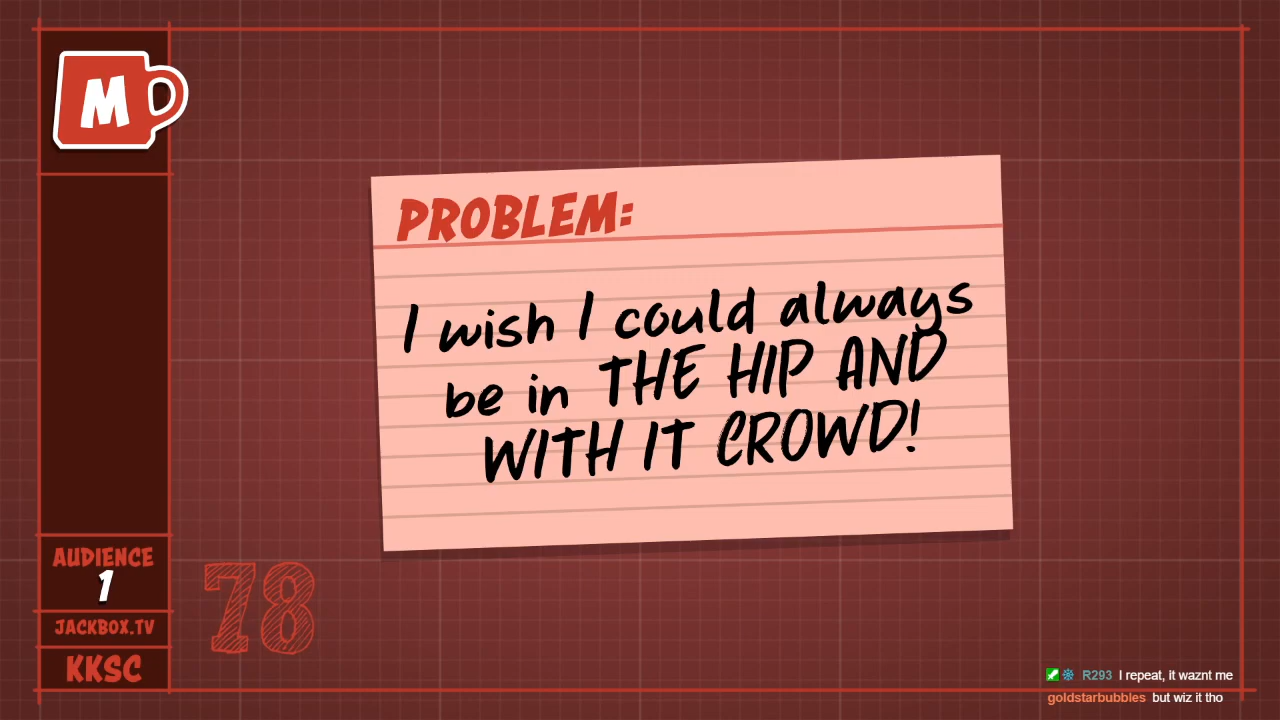 M
PROBLEM:
I wish I could always
be in THE HIP AND
WITH IT CROWD!
AUDIENCE
1
JACKBOX.TV
KKSC
78
R293 I repeat, it waznt me
goldstarbubbles but wiz it tho